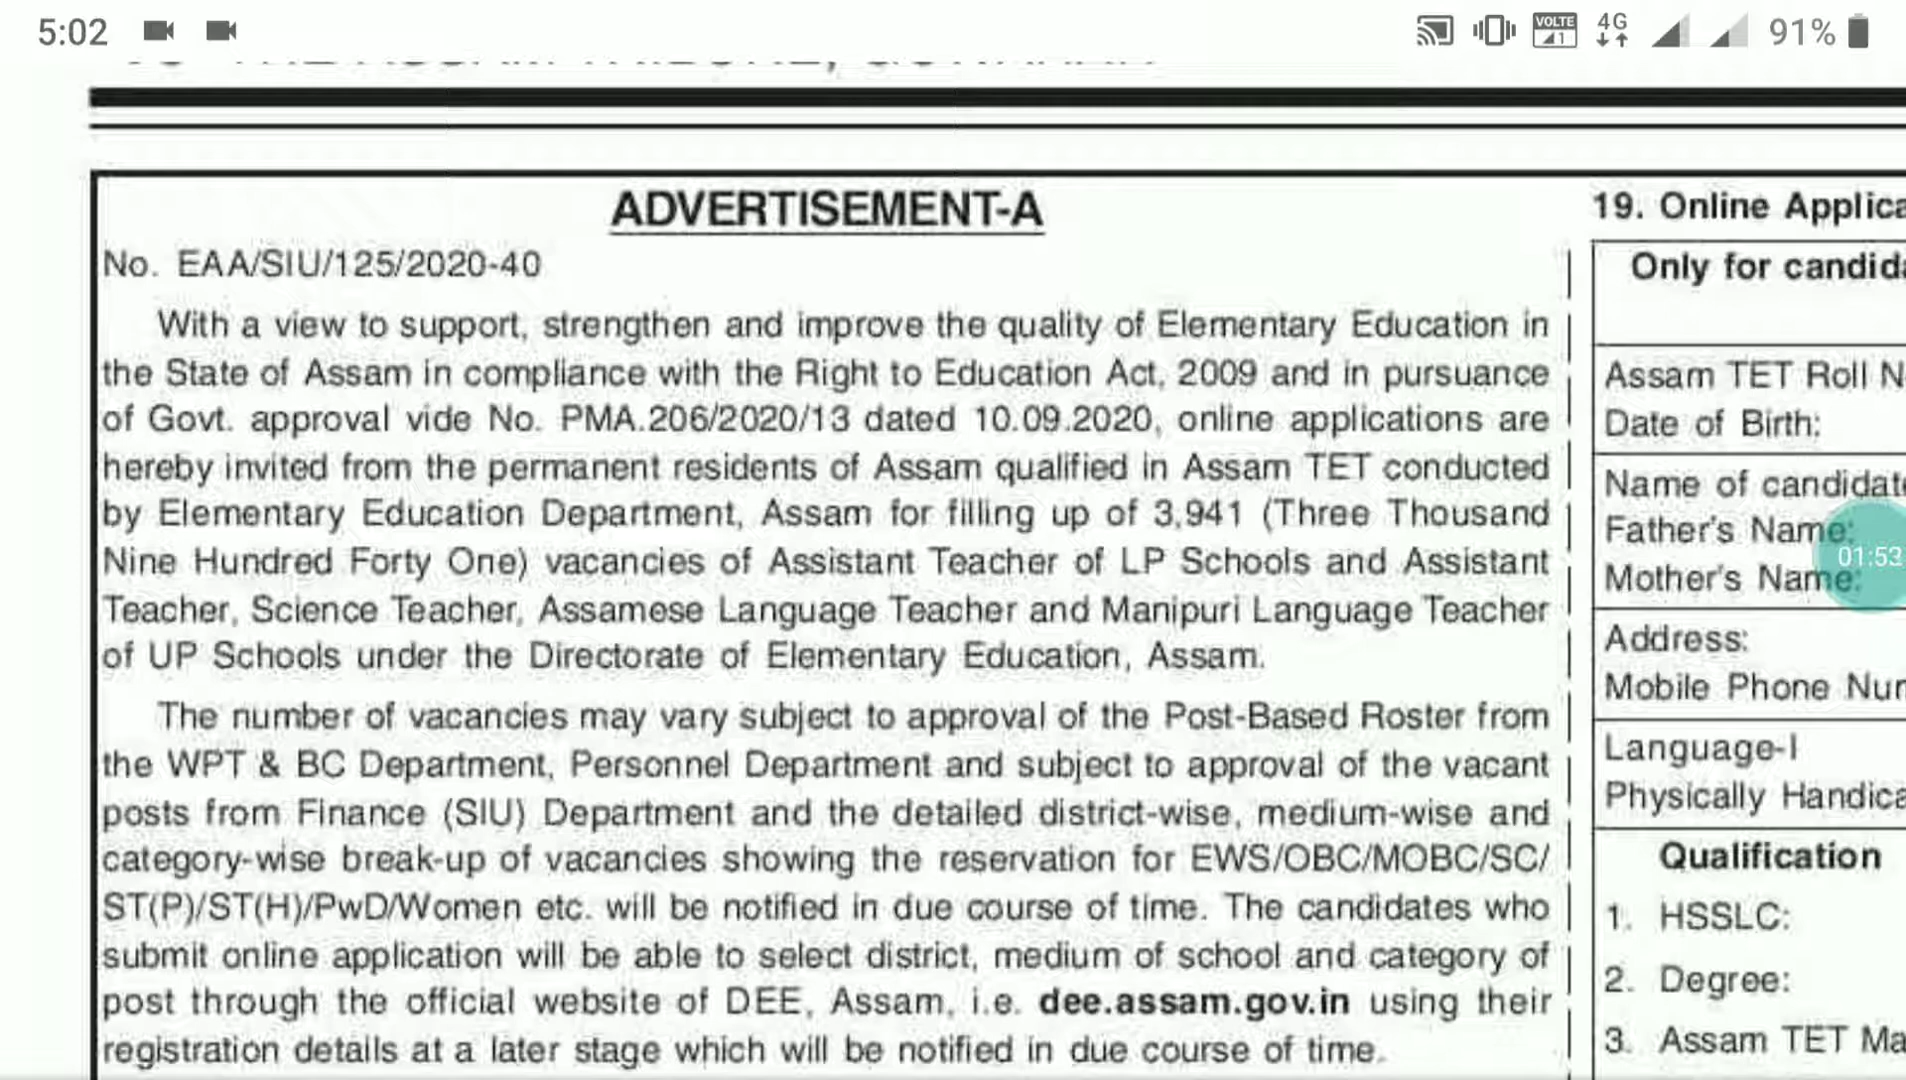 5:02
VOLTE
1
4G
91%
ADVERTISEMENT-A
No. EAA/SIU/125/2020-40
With a view to support, strengthen and improve the quality of Elementary Education in
the State of Assam in compliance with the Right to Education Act, 2009 and in pursuance
of Govt. approval vide No. PMA.206/2020/13 dated 10.09.2020, online applications are
hereby invited from the permanent residents of Assam qualified in Assam TET conducted
by Elementary Education Department, Assam for filling up of 3,941 (Three Thousand
Nine Hundred Forty One) vacancies of Assistant Teacher of LP Schools and Assistant
Teacher, Science Teacher, Assamese Language Teacher and Manipuri Language Teacher
of UP Schools under the Directorate of Elementary Education, Assam.
The number of vacancies may vary subject to approval of the Post-Based Roster from
the WPT & BC Department, Personnel Department and subject to approval of the vacant
posts from Finance (SIU) Department and the detailed district-wise, medium-wise and
category-wise break-up of vacancies showing the reservation for EWS/OBC/MOBC/SC/
ST(P)/ST(H)/PwD/Women etc. will be notified in due course of time. The candidates who
submit online application will be able to select district, medium of school and category of
post through the official website of DEE, Assam, i.e. dee.assam.gov.in using their
registration details at a later stage which will be notified in due course of time.
19. Online Applica
Only for candida
Assam TET Roll N
Date of Birth:
Name of candidate
Father's Name:
01:53
Mother's Name:
Address:
Mobile Phone Nur
Language-I
Physically Handica
Qualification
1. HSSLC:
2. Degree:
3. Assam TET Ma